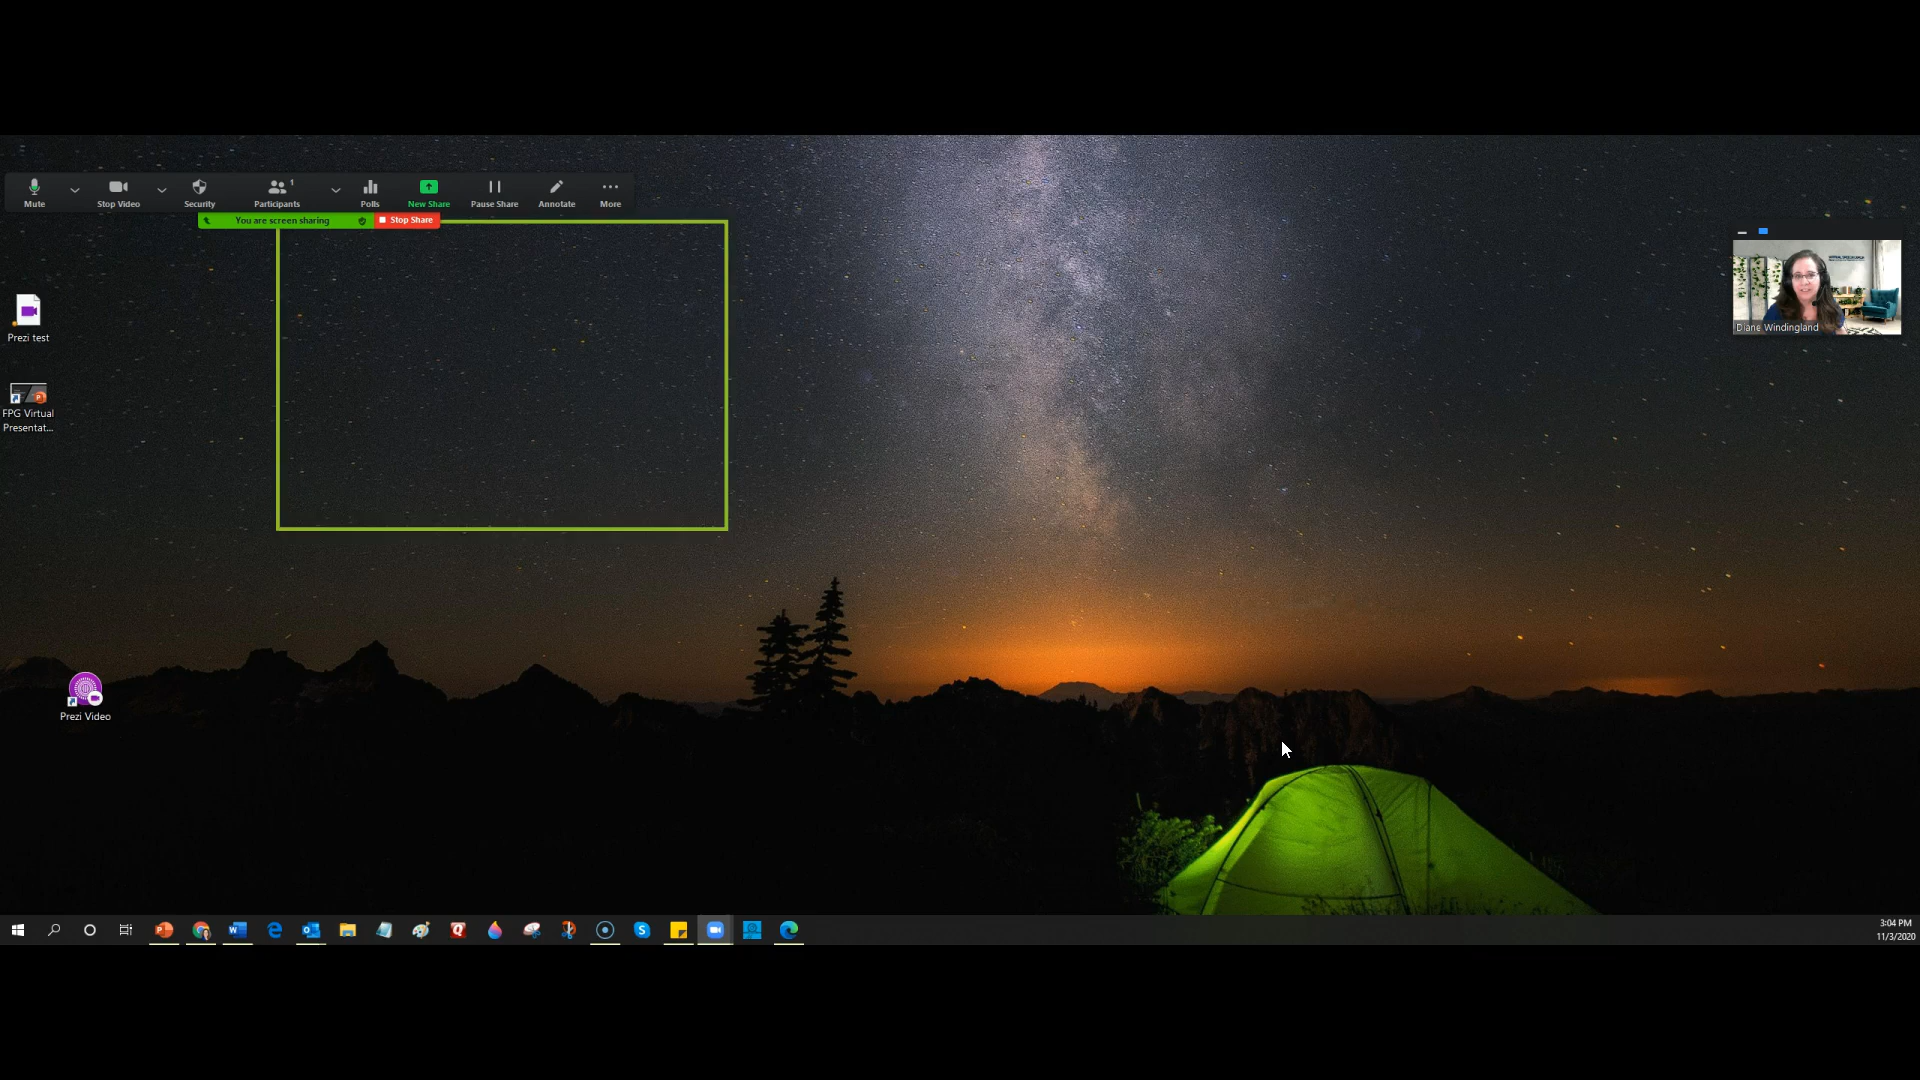 Mute
Stop Video
Security
1
Participants
Polls
New Share
Pause Share
Annotate
More
You are screen sharing
Stop Share
Prezi test
FPG Virtual
Presentat...
Prezi Video
Diane Windingland
3:04 PM
11/3/2020